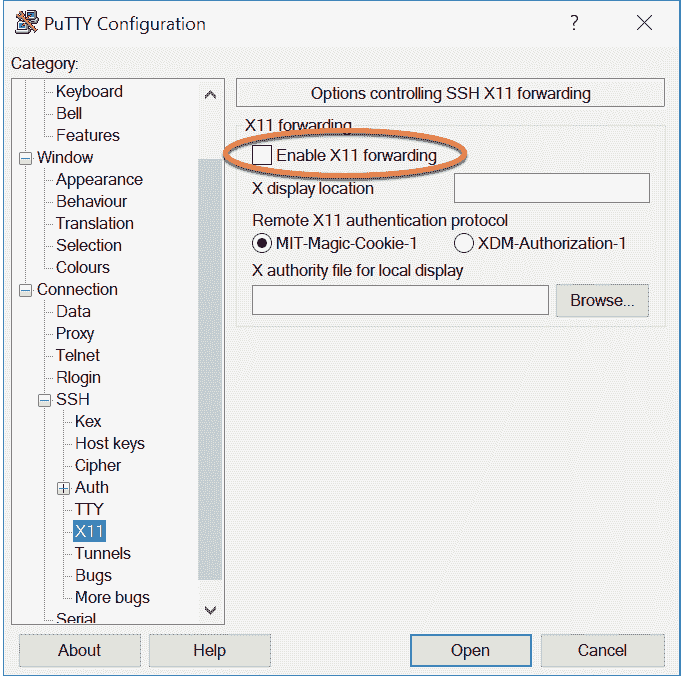 PuTTY Configuration ?
Category:
Keyboard
Bell
Features
Window
Appearance
Behaviour
Translation
Selection
Colours
Connection
Data
Proxy
Telnet
Rlogin
SSH
Kex
Host keys
Cipher
Auth
TTY
X11
Tunnels
Bugs
More bugs
Serial
Options controlling SSH X11 forwarding
X11 forwarding
Enable X11 forwarding
X display location
Remote X11 authentication protocol
MIT-Magic-Cookie-1 XDM-Authorization-1
X authority file for local display
Browse...
About Help Open Cancel